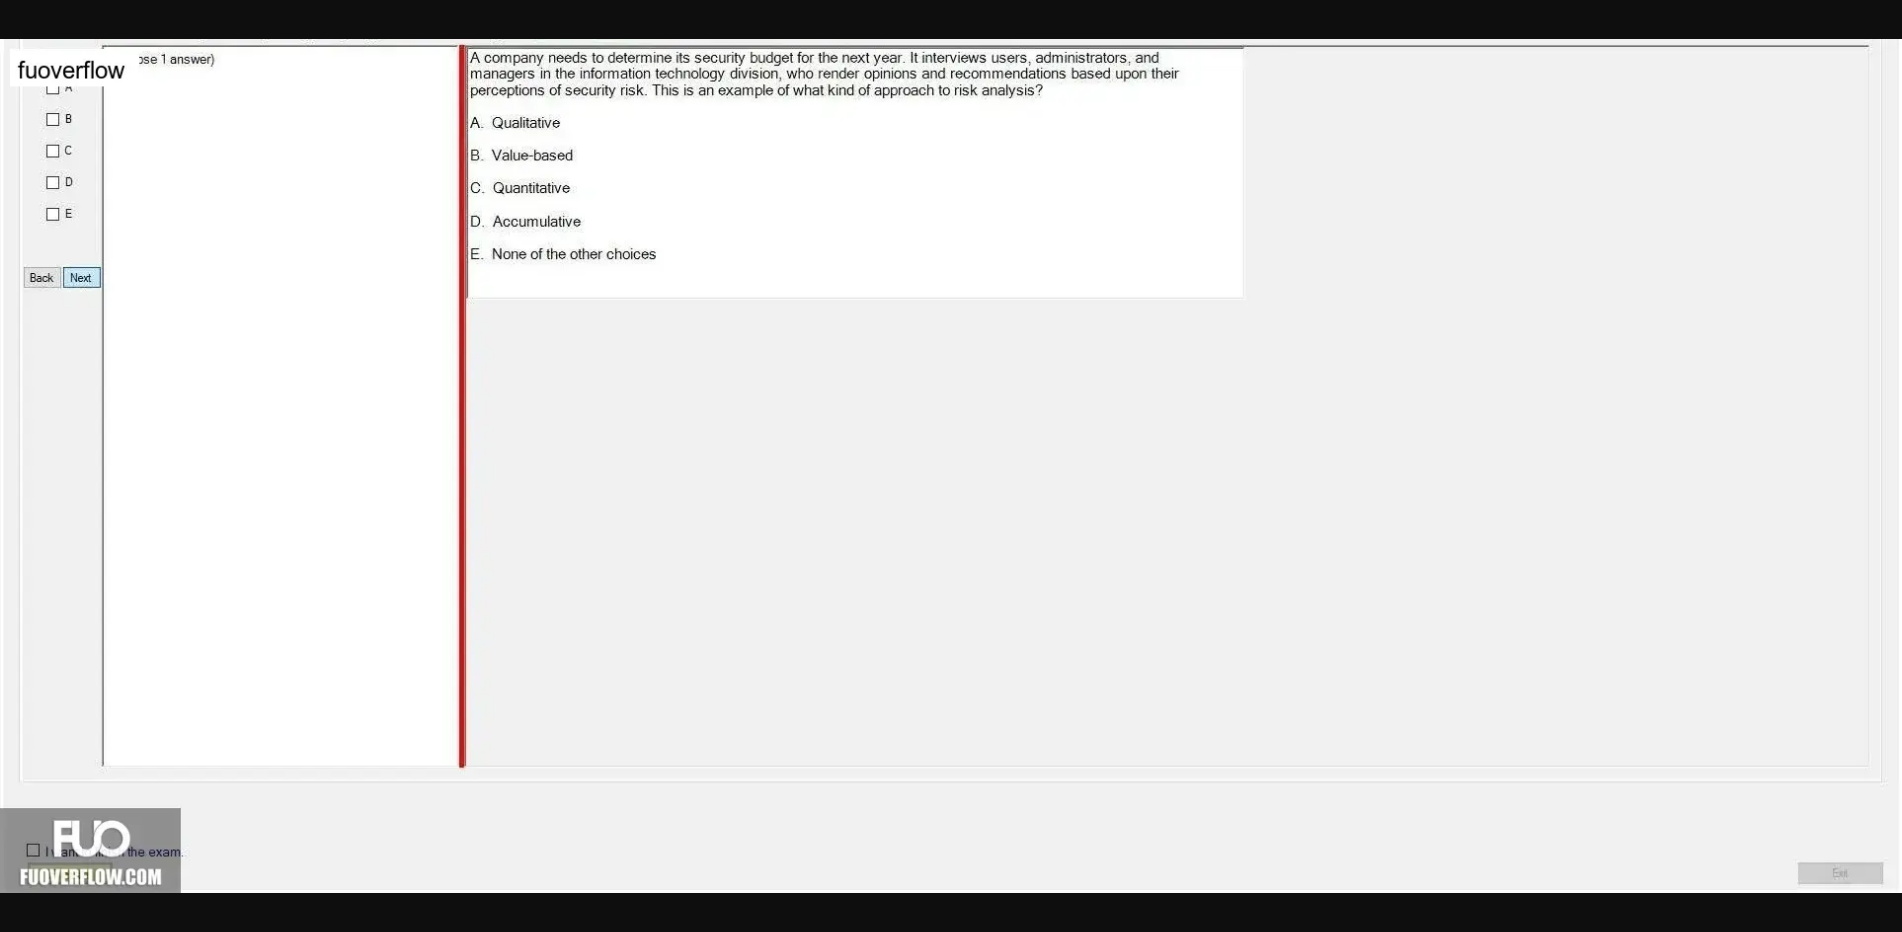 fuoverflow
ose 1 answer)
A
B
C
D
E
Back
Next
A company needs to determine its security budget for the next year. It interviews users, administrators, and
managers in the information technology division, who render opinions and recommendations based upon their
perceptions of security risk. This is an example of what kind of approach to risk analysis?
A. Qualitative
B. Value-based
C. Quantitative
D. Accumulative
E. None of the other choices
FUO
I the exam.
FUOVERFLOW.COM
Exit